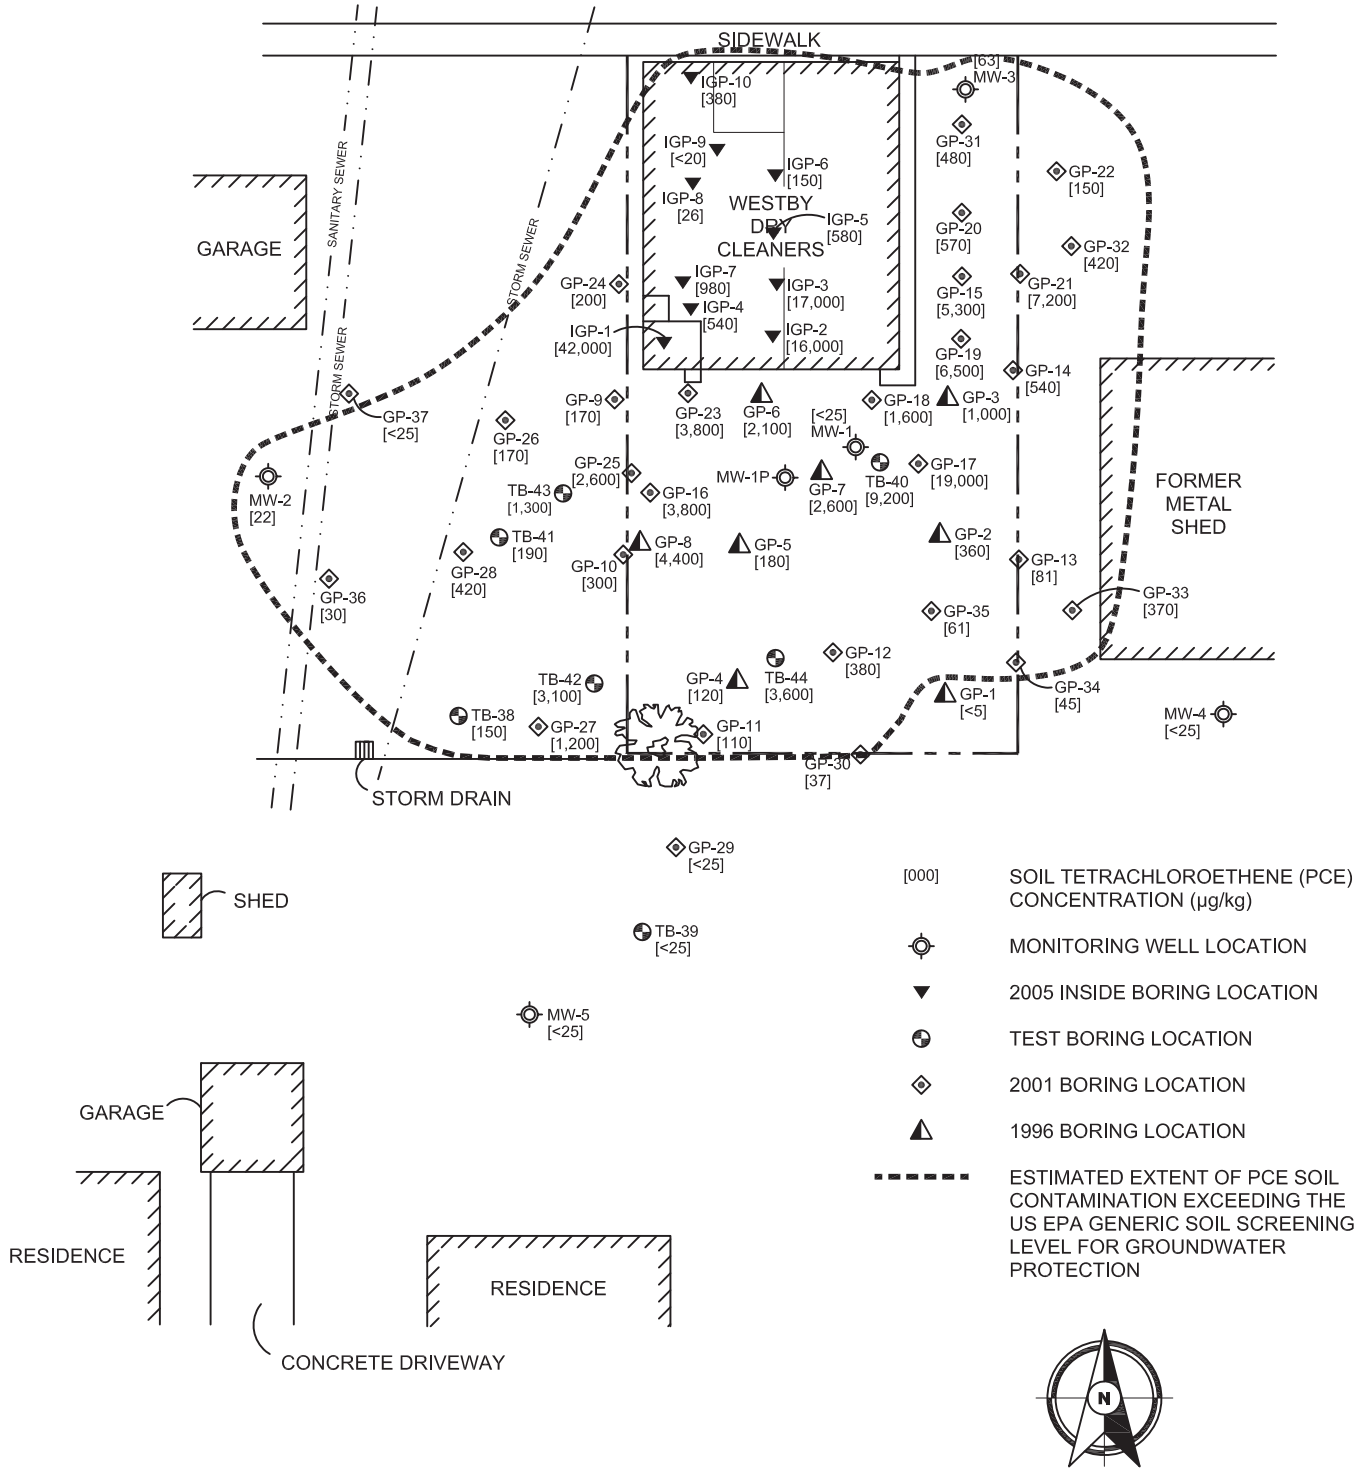 SIDEWALK
[63]
MW-3
IGP-10
[380]
GP-31
[480]
IGP-9
[<20]
IGP-6
[150]
GP-22
[150]
IGP-8
[26]
WESTBY
DRY
CLEANERS
IGP-5
[580]
GP-20
[570]
GP-32
[420]
SANITARY SEWER
STORM SEWER
STORM SEWER
GARAGE
GP-24
[200]
IGP-7
[980]
IGP-3
[17,000]
GP-15
[5,300]
GP-21
[7,200]
IGP-4
[540]
IGP-1
[42,000]
IGP-2
[16,000]
GP-19
[6,500]
GP-14
[540]
GP-37
[<25]
GP-9
[170]
GP-26
[170]
GP-23
[3,800]
GP-6
[2,100]
[<25]
MW-1
GP-18
[1,600]
GP-3
[1,000]
MW-2
[22]
GP-25
[2,600]
TB-43
[1,300]
GP-16
[3,800]
MW-1P
GP-7
[2,600]
TB-40
[9,200]
GP-17
[19,000]
FORMER
METAL
SHED
TB-41
[190]
GP-28
[420]
GP-10
[300]
GP-8
[4,400]
GP-5
[180]
GP-2
[360]
GP-13
[81]
GP-36
[30]
GP-35
[61]
GP-33
[370]
GP-12
[380]
TB-42
[3,100]
GP-4
[120]
TB-44
[3,600]
GP-1
[<5]
GP-34
[45]
TB-38
[150]
GP-27
[1,200]
GP-11
[110]
GP-30
[37]
MW-4
[<25]
STORM DRAIN
GP-29
[<25]
SHED
TB-39
[<25]
MW-5
[<25]
GARAGE
RESIDENCE
RESIDENCE
CONCRETE DRIVEWAY
[000]
SOIL TETRACHLOROETHENE (PCE)
CONCENTRATION (µg/kg)
MONITORING WELL LOCATION
2005 INSIDE BORING LOCATION
TEST BORING LOCATION
2001 BORING LOCATION
1996 BORING LOCATION
ESTIMATED EXTENT OF PCE SOIL
CONTAMINATION EXCEEDING THE
US EPA GENERIC SOIL SCREENING
LEVEL FOR GROUNDWATER
PROTECTION
N